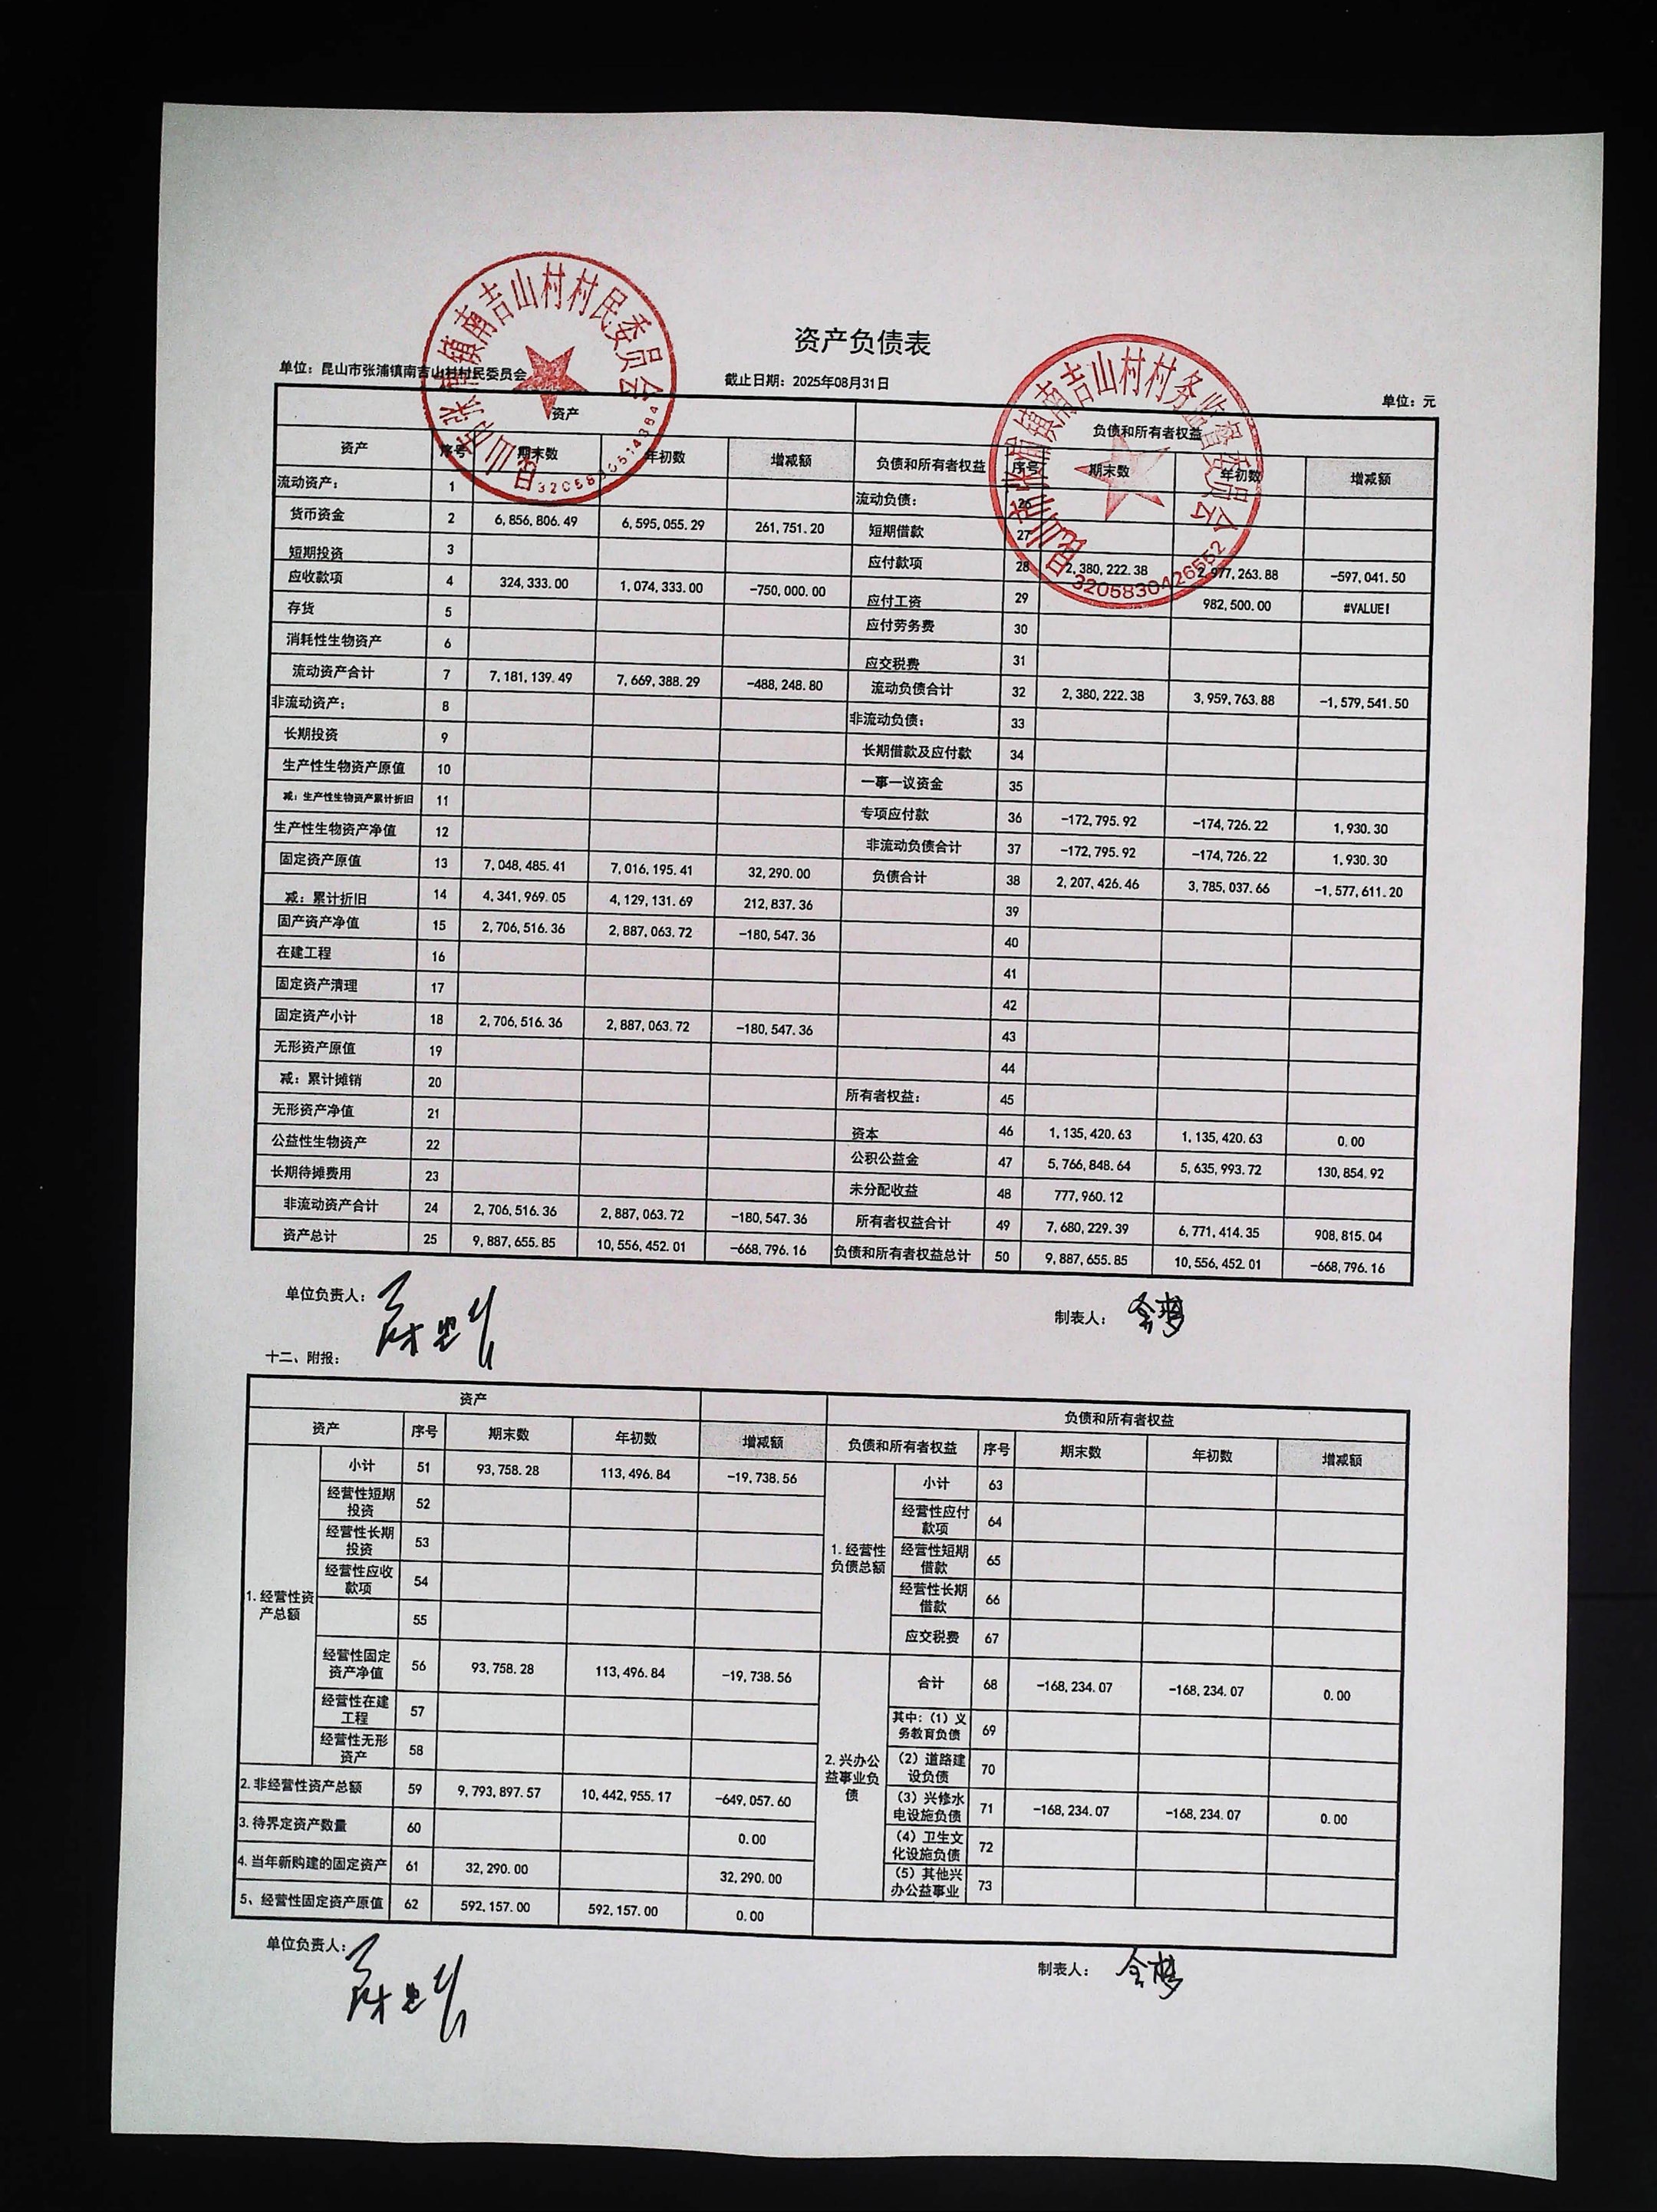 昆山市张浦镇南吉山村村民委员会
3205830514364
昆山市张浦镇南吉山村村务监督委员会
3205830426552
资产负债表
单位：昆山市张浦镇南吉山村村民委员会 截止日期：2025年08月31日 单位：元
资产 负债和所有者权益
资产 序号 期末数 年初数 增减额 负债和所有者权益 序号 期末数 年初数 增减额
流动资产： 1 流动负债： 26
货币资金 2 6,856,806.49 6,595,055.29 261,751.20 短期借款 27
短期投资 3 应付款项 28 2,380,222.38 2,977,263.88 -597,041.50
应收款项 4 324,333.00 1,074,333.00 -750,000.00 应付工资 29 982,500.00 #VALUE!
存货 5 应付劳务费 30
消耗性生物资产 6 应交税费 31
流动资产合计 7 7,181,139.49 7,669,388.29 -488,248.80 流动负债合计 32 2,380,222.38 3,959,763.88 -1,579,541.50
非流动资产： 8 非流动负债： 33
长期投资 9 长期借款及应付款 34
生产性生物资产原值 10 一事一议资金 35
减：生产性生物资产累计折旧 11 专项应付款 36 -172,795.92 -174,726.22 1,930.30
生产性生物资产净值 12 非流动负债合计 37 -172,795.92 -174,726.22 1,930.30
固定资产原值 13 7,048,485.41 7,016,195.41 32,290.00 负债合计 38 2,207,426.46 3,785,037.66 -1,577,611.20
减：累计折旧 14 4,341,969.05 4,129,131.69 212,837.36 39
固产资产净值 15 2,706,516.36 2,887,063.72 -180,547.36 40
在建工程 16 41
固定资产清理 17 42
固定资产小计 18 2,706,516.36 2,887,063.72 -180,547.36 43
无形资产原值 19 44
减：累计摊销 20 所有者权益： 45
无形资产净值 21 资本 46 1,135,420.63 1,135,420.63 0.00
公益性生物资产 22 公积公益金 47 5,766,848.64 5,635,993.72 130,854.92
长期待摊费用 23 未分配收益 48 777,960.12
非流动资产合计 24 2,706,516.36 2,887,063.72 -180,547.36 所有者权益合计 49 7,680,229.39 6,771,414.35 908,815.04
资产总计 25 9,887,655.85 10,556,452.01 -668,796.16 负债和所有者权益总计 50 9,887,655.85 10,556,452.01 -668,796.16
单位负责人： 制表人：
十二、附报：
资产 负债和所有者权益
资产 序号 期末数 年初数 增减额 负债和所有者权益 序号 期末数 年初数 增减额
1.经营性资产总额 小计 51 93,758.28 113,496.84 -19,738.56 1.经营性负债总额 小计 63
经营性短期投资 52 经营性应付款项 64
经营性长期投资 53 经营性短期借款 65
经营性应收款项 54 经营性长期借款 66
55 应交税费 67
经营性固定资产净值 56 93,758.28 113,496.84 -19,738.56 2.兴办公益事业负债 合计 68 -168,234.07 -168,234.07 0.00
经营性在建工程 57 其中：（1）义务教育负债 69
经营性无形资产 58 （2）道路建设负债 70
2.非经营性资产总额 59 9,793,897.57 10,442,955.17 -649,057.60 （3）兴修水电设施负债 71 -168,234.07 -168,234.07 0.00
3.待界定资产数量 60 0.00 （4）卫生文化设施负债 72
4.当年新购建的固定资产 61 32,290.00 32,290.00 （5）其他兴办公益事业 73
5、经营性固定资产原值 62 592,157.00 592,157.00 0.00
单位负责人： 制表人：